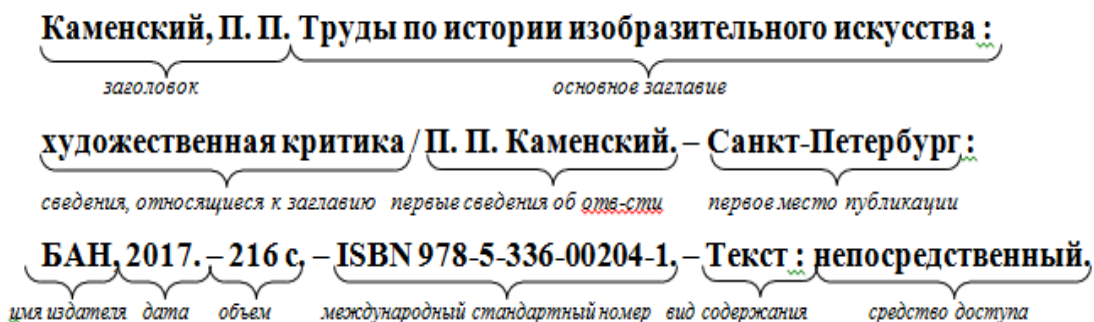 Каменский, П. П. Труды по истории изобразительного искусства :
заголовок основное заглавие
художественная критика / П. П. Каменский. – Санкт-Петербург :
сведения, относящиеся к заглавию первые сведения об отв-сти первое место публикации
БАН, 2017. – 216 с. – ISBN 978-5-336-00204-1. – Текст : непосредственный.
имя издателя дата объем международный стандартный номер вид содержания средство доступа